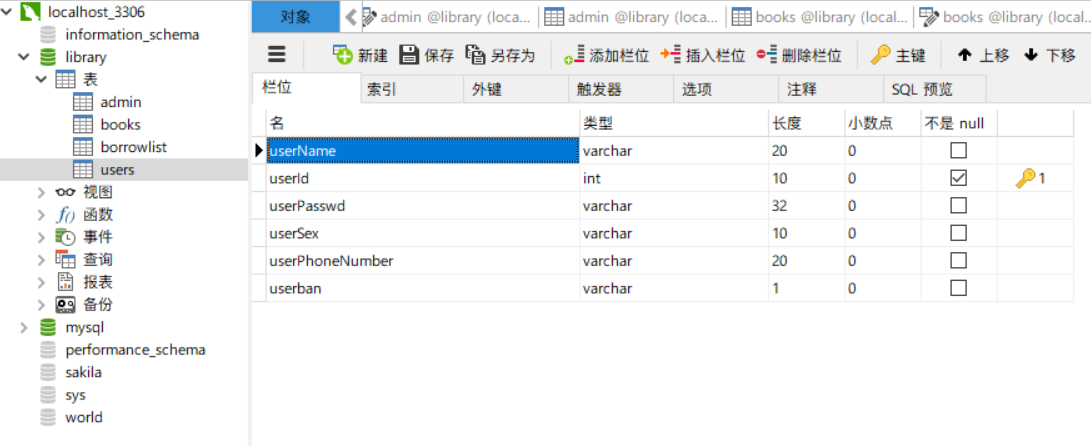 localhost_3306
information_schema
library
表
admin
books
borrowlist
users
视图
函数
事件
查询
报表
备份
mysql
performance_schema
sakila
sys
world
对象 admin @library (loca... admin @library (loca... books @library (local... books @library (local
新建 保存 另存为 添加栏位 插入栏位 删除栏位 主键 上移 下移
栏位 索引 外键 触发器 选项 注释 SQL 预览
名 类型 长度 小数点 不是 null
userName varchar 20 0
userId int 10 0 1
userPasswd varchar 32 0
userSex varchar 10 0
userPhoneNumber varchar 20 0
userban varchar 1 0